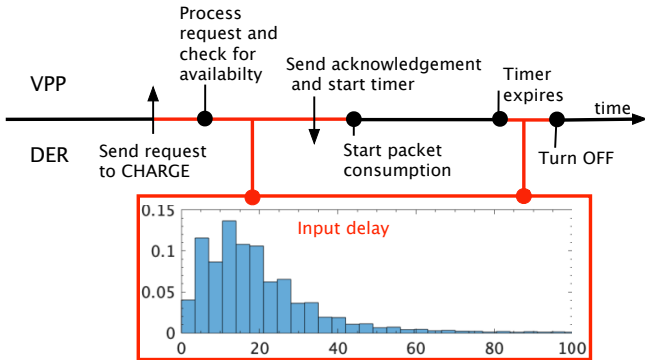 Process
request and
check for
availabilty
Send acknowledgement
and start timer
Timer
expires
VPP
time
DER
Send request
to CHARGE
Start packet
consumption
Turn OFF
Input delay
0.15
0.1
0.05
0
0 20 40 60 80 100